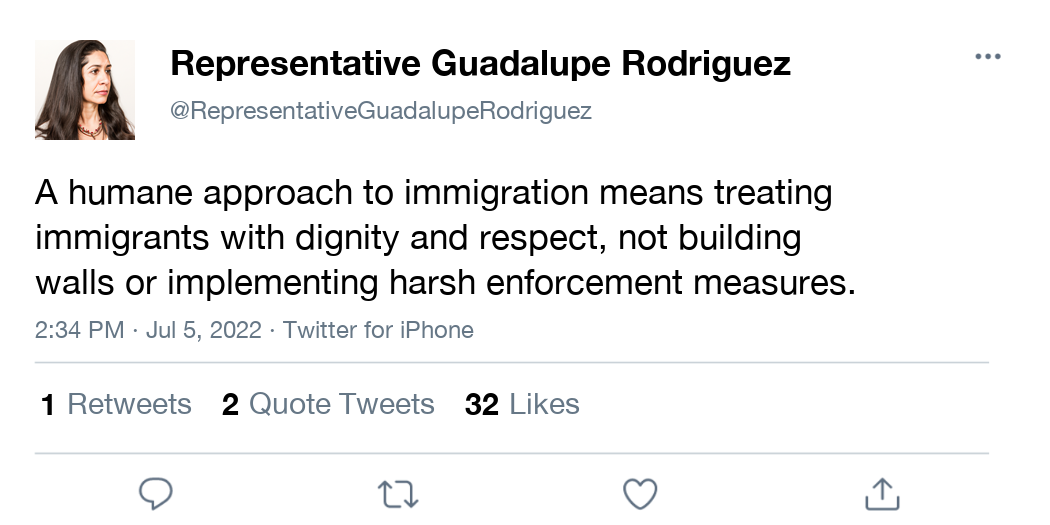 Representative Guadalupe Rodriguez
@RepresentativeGuadalupeRodriguez
A humane approach to immigration means treating
immigrants with dignity and respect, not building
walls or implementing harsh enforcement measures.
2:34 PM · Jul 5, 2022 · Twitter for iPhone
1 Retweets 2 Quote Tweets 32 Likes